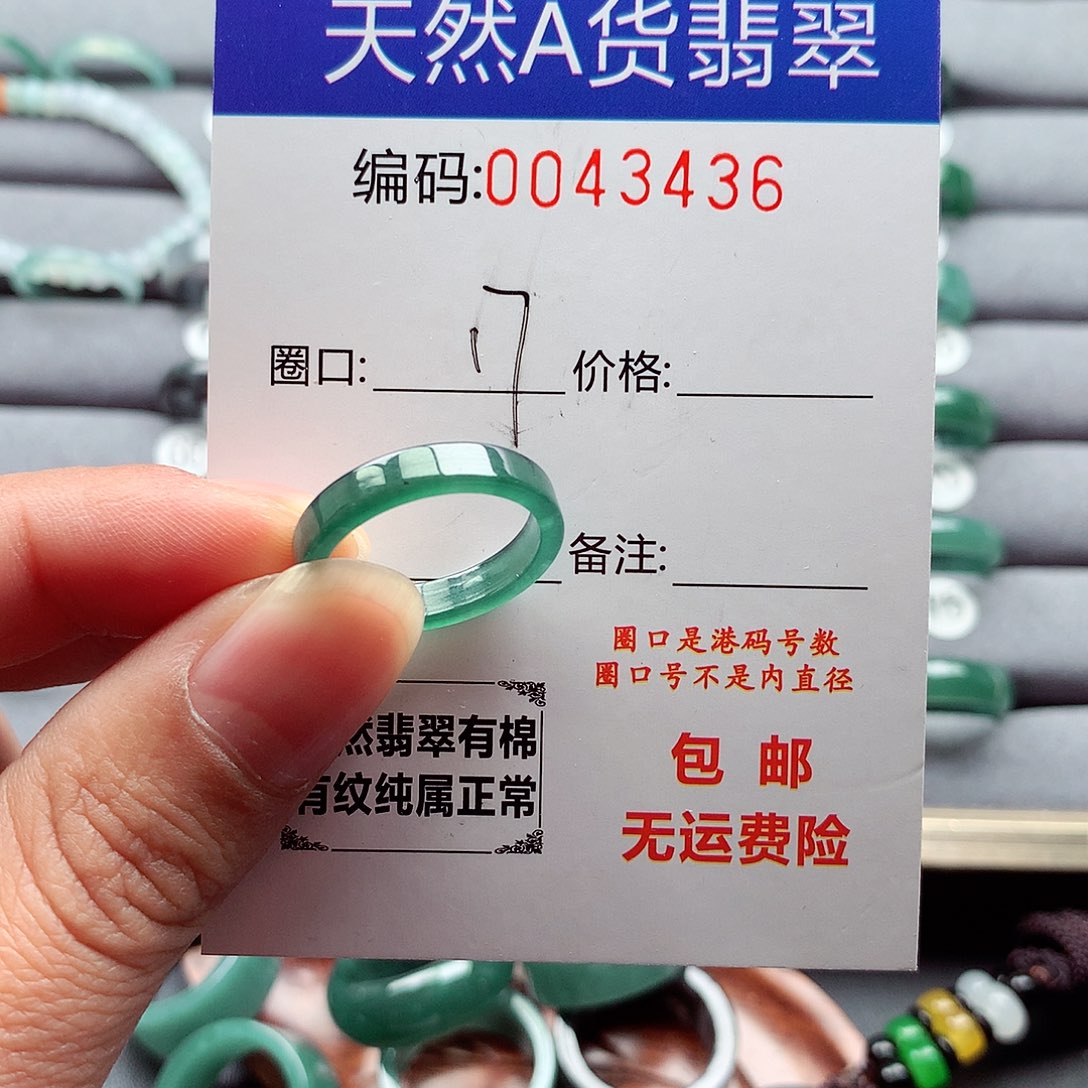 天然A货翡翠
编码:0043436
圈口: 17 价格:
备注:
圈口是港码号数
圈口号不是内直径
然翡翠有棉
有纹纯属正常
包 邮
无运费险